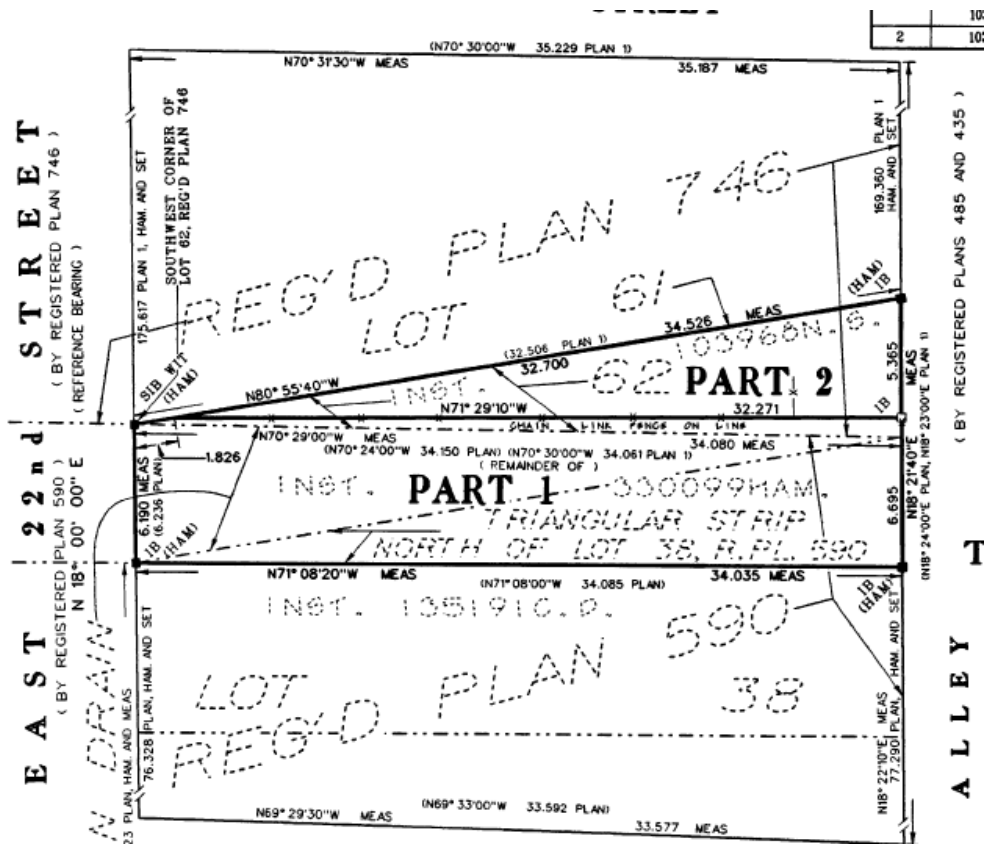 103
2 103
(N70° 30'00"W 35.229 PLAN 1)
N70° 31'30"W MEAS 35.187 MEAS
EAST 22nd STREET
( BY REGISTERED PLAN 746 )
( REFERENCE BEARING )
( BY REGISTERED PLAN 590 )
N 18° 00' 00" E
175.617 PLAN 1, HAM. AND SET
SOUTHWEST CORNER OF
LOT 62, REG'D PLAN 746
169.360 PLAN 1
HAM. AND SET
( BY REGISTERED PLANS 485 AND 435 )
REG'D PLAN 746
LOT 61
(HAM)
IB
34.526 MEAS
(32.506 PLAN 1)
32.700
SIB WIT
(HAM)
N80° 55'40"W
INST. 62 103968N.S.
PART 2
5.365 MEAS
N71° 29'10"W 32.271
IB
CHAIN LINK FENCE ON LINE
N70° 29'00"W MEAS 34.080 MEAS
(N70° 24'00"W 34.150 PLAN) (N70° 30'00"W 34.061 PLAN 1)
( REMAINDER OF )
1.826
6.190 MEAS
(6.236 PLAN)
INST. PART 1 330099HAM.
6.695
N18° 21'40"E
(N18° 24'00"E PLAN, N18° 23'00"E PLAN 1)
TRIANGULAR STRIP
NORTH OF LOT 38, R.PL. 590
IB
(HAM)
N71° 08'20"W MEAS 34.035 MEAS
(N71° 08'00"W 34.085 PLAN)
IB
(HAM)
INST. 135191C.P.
LOT 38
REG'D PLAN 590
DRAIN
23 PLAN, HAM. AND MEAS
76.328 PLAN, HAM. AND SET
N18° 22'10"E MEAS
77.290 PLAN, HAM. AND SET
ALLEY
T
N69° 29'30"W MEAS (N69° 33'00"W 33.592 PLAN)
33.577 MEAS